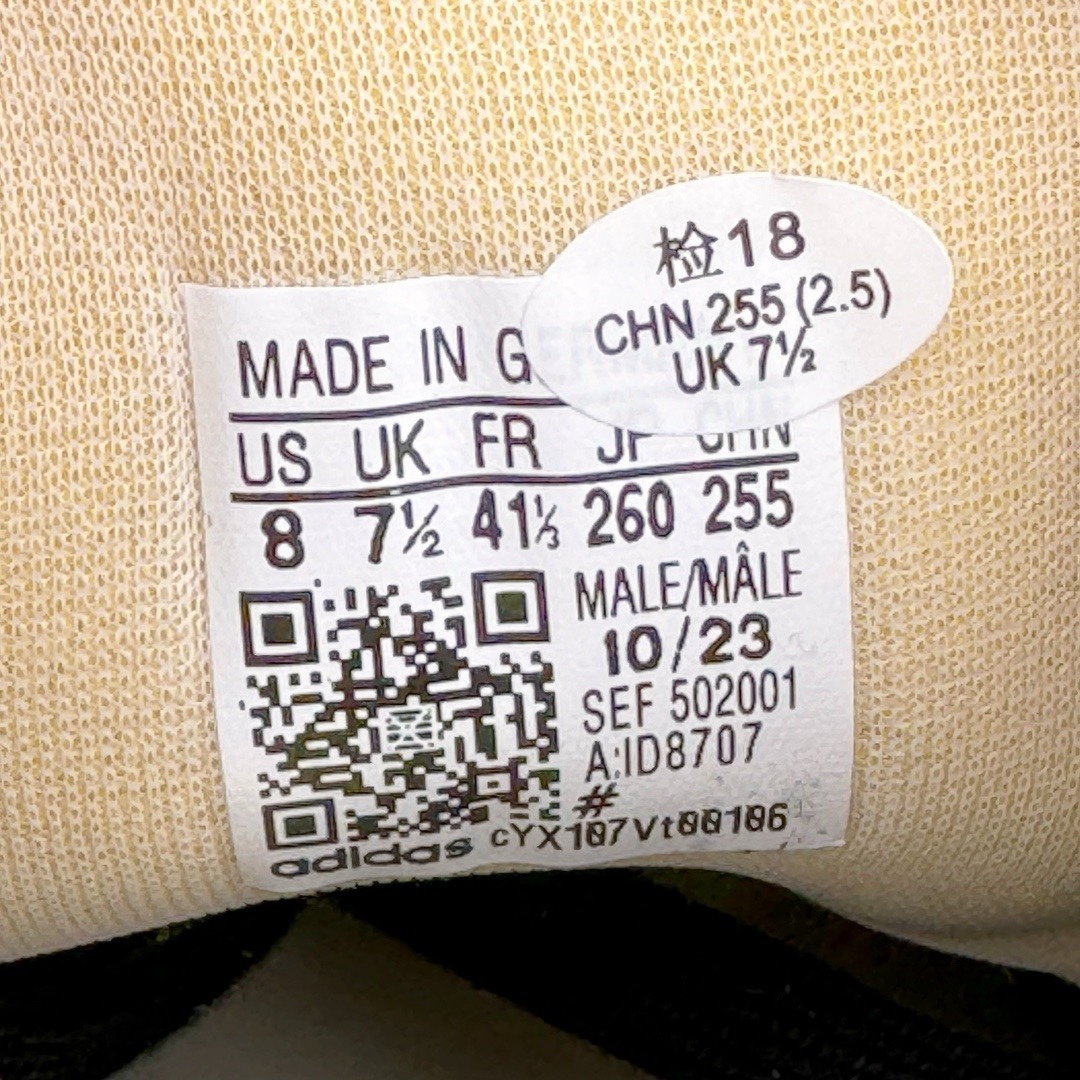 检18
CHN 255 (2.5)
UK 7½
MADE IN G
US UK FR JP CHN
8 7½ 41⅓ 260 255
MALE/MÂLE
10/23
SEF 502001
A:ID8707
#
cYX107Vt00106
adidas